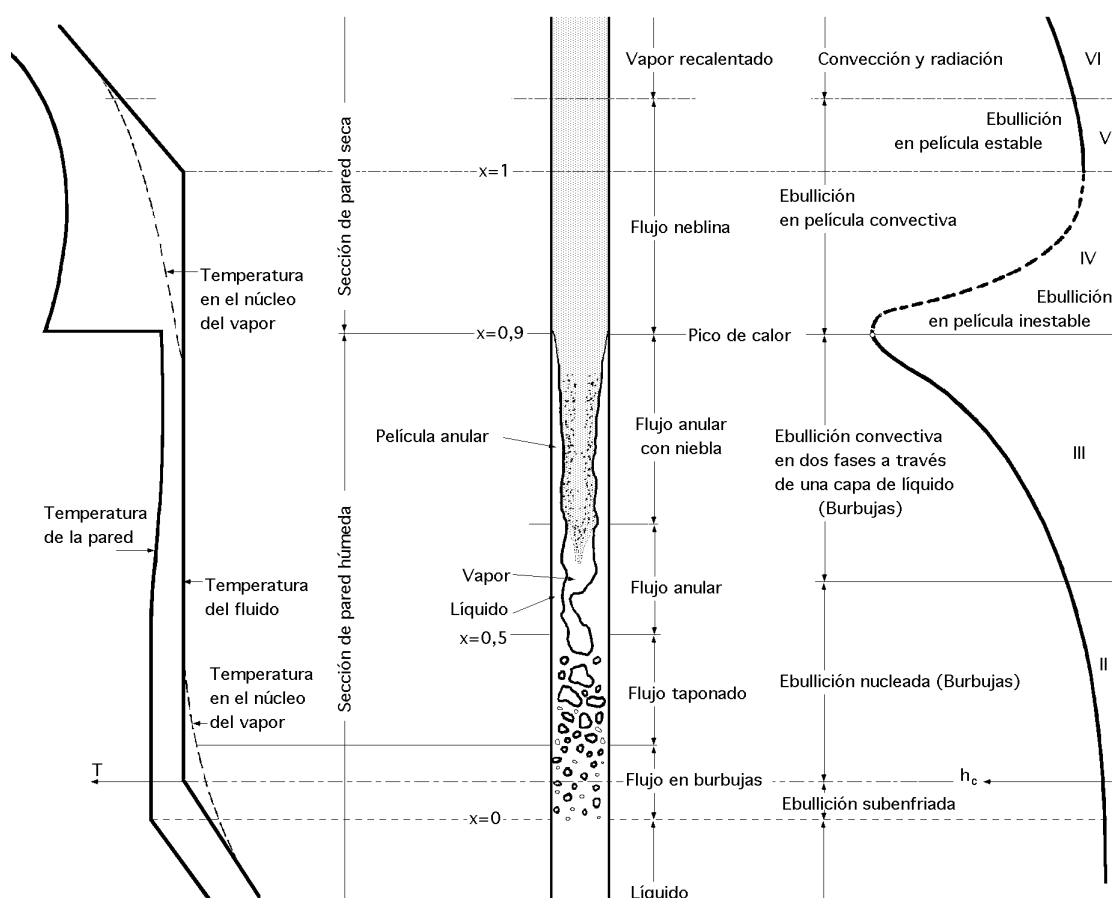 Vapor recalentado
Convección y radiación
VI
Ebullición
en película estable
V
Sección de pared seca
x=1
Ebullición
en película convectiva
Flujo neblina
IV
Temperatura
en el núcleo
del vapor
Ebullición
en película inestable
x=0,9
Pico de calor
Película anular
Flujo anular
con niebla
Ebullición convectiva
en dos fases a través
de una capa de líquido
(Burbujas)
III
Temperatura
de la pared
Sección de pared húmeda
Temperatura
del fluido
Vapor
Líquido
Flujo anular
x=0,5
Temperatura
en el núcleo
del vapor
Flujo taponado
Ebullición nucleada (Burbujas)
II
T
Flujo en burbujas
hc
Ebullición subenfriada
x=0
Líquido